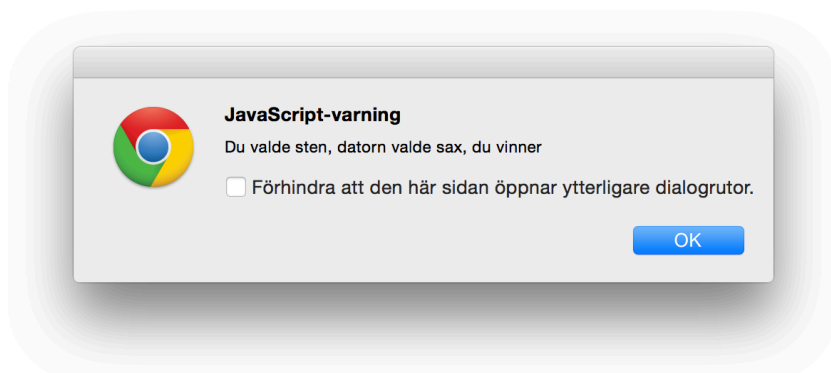 JavaScript-varning
Du valde sten, datorn valde sax, du vinner
Förhindra att den här sidan öppnar ytterligare dialogrutor.
OK